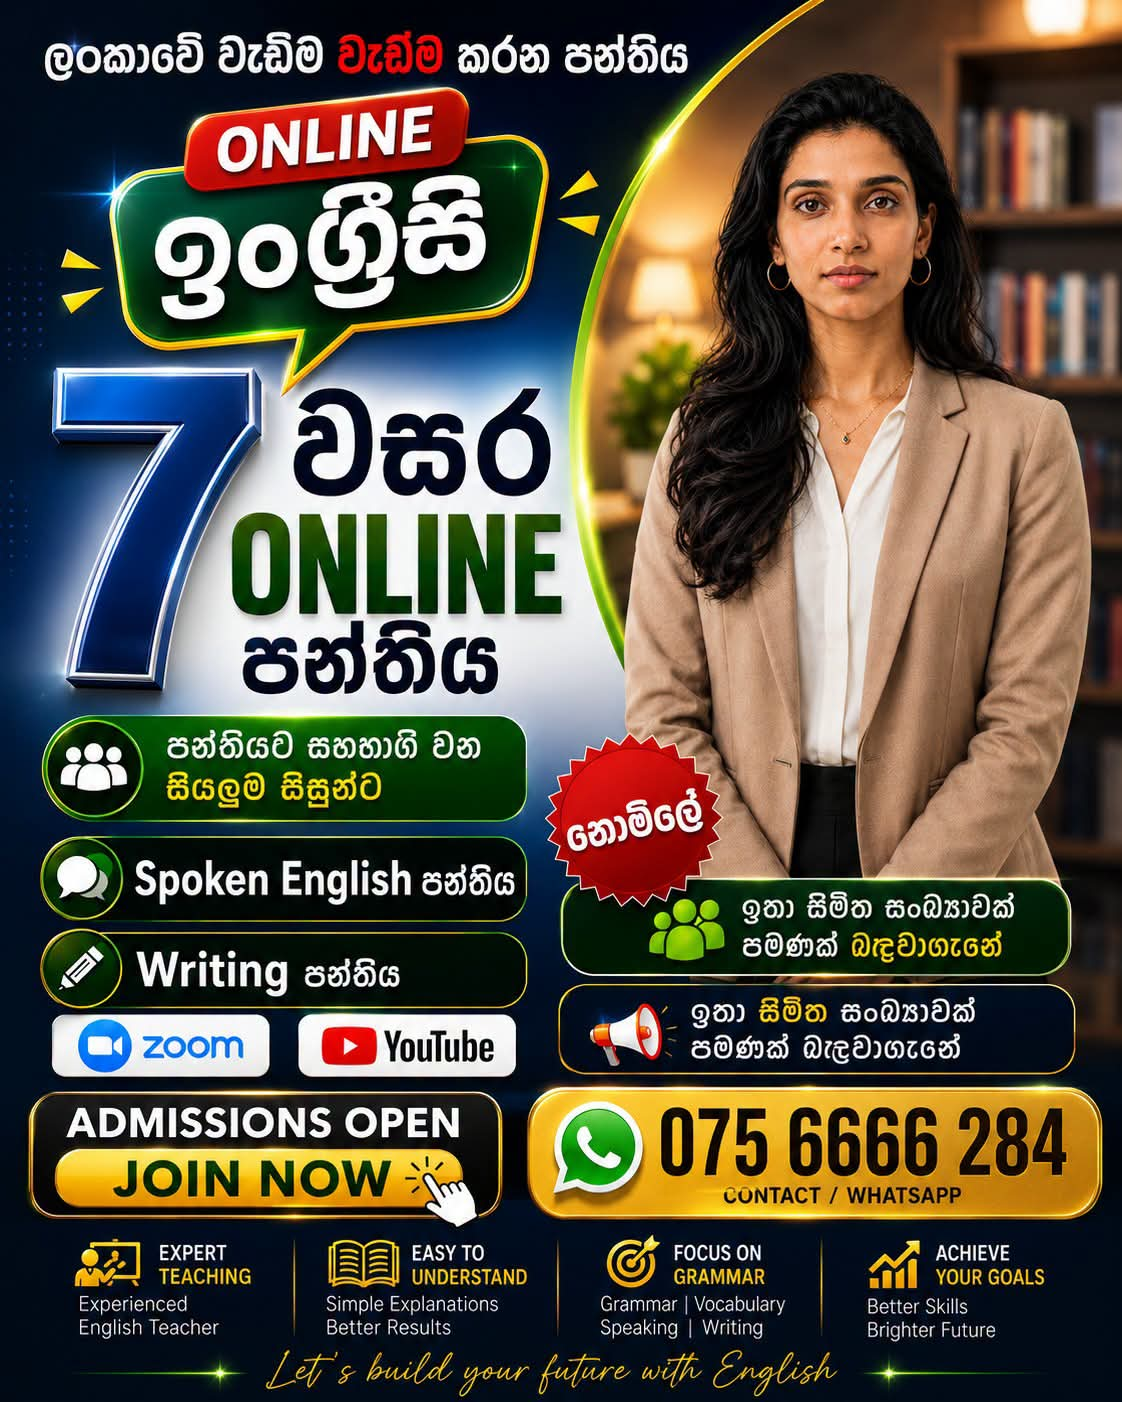 ලංකාවේ වැඩිම වැඩ්ම කරන පන්තිය
ONLINE
ඉංග්‍රීසි
7 වසර
ONLINE
පන්තිය
පන්තියට සහභාගි වන
සියලුම සිසුන්ට
Spoken English පන්තිය
Writing පන්තිය
zoom
YouTube
නොමිලේ
ඉතා සිමිත සංඛ්‍යාවක්
පමණක් බඳවාගැනේ
ඉතා සිමිත සංඛ්‍යාවක්
පමණක් බැලවාගැනේ
ADMISSIONS OPEN
JOIN NOW
075 6666 284
CONTACT / WHATSAPP
EXPERT
TEACHING
Experienced
English Teacher
EASY TO
UNDERSTAND
Simple Explanations
Better Results
FOCUS ON
GRAMMAR
Grammar | Vocabulary
Speaking | Writing
ACHIEVE
YOUR GOALS
Better Skills
Brighter Future
Let's build your future with English